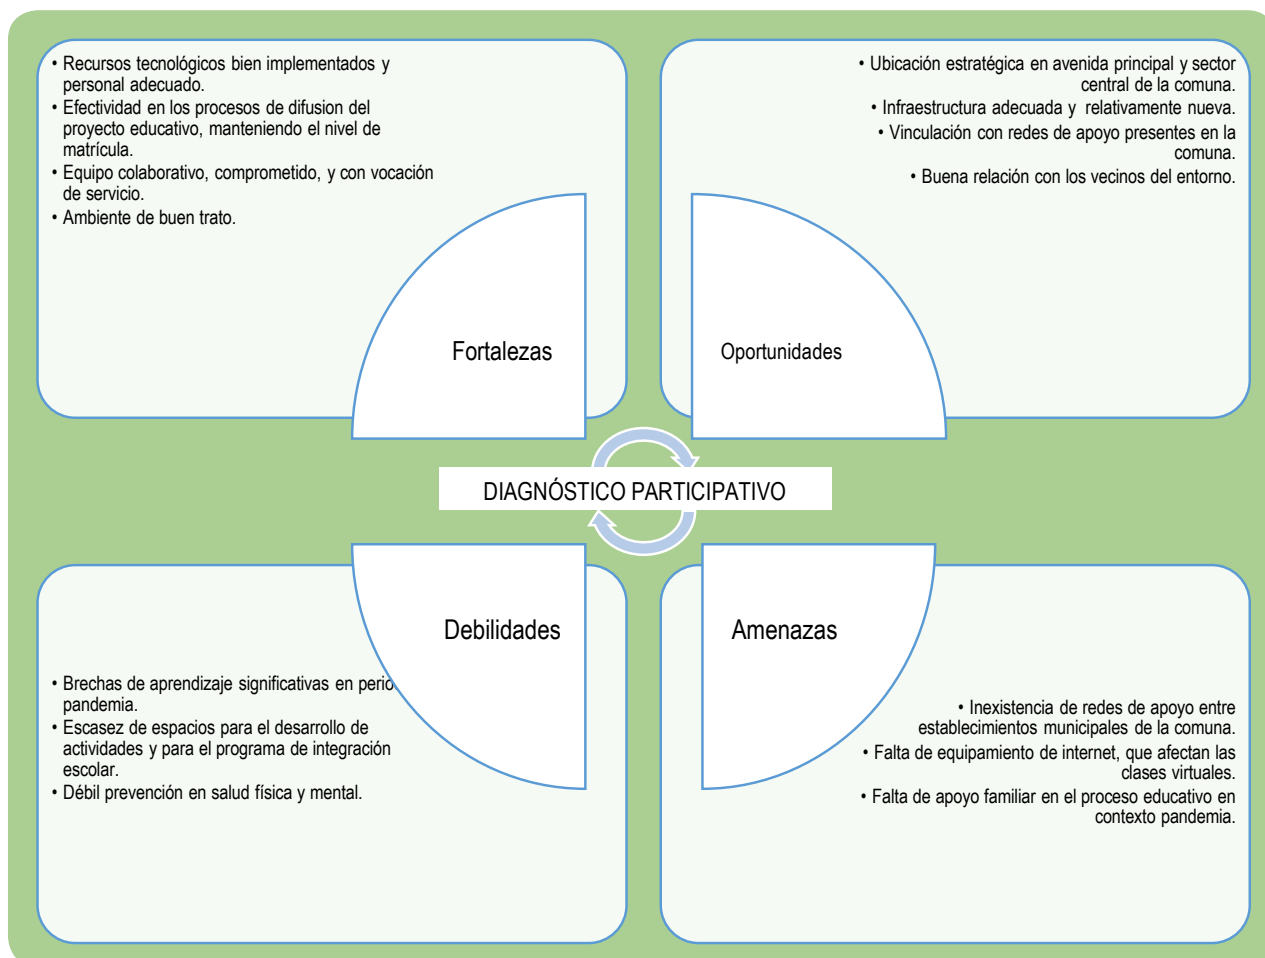 • Recursos tecnológicos bien implementados y
personal adecuado.
• Efectividad en los procesos de difusion del
proyecto educativo, manteniendo el nivel de
matrícula.
• Equipo colaborativo, comprometido, y con vocación
de servicio.
• Ambiente de buen trato.
Fortalezas
• Ubicación estratégica en avenida principal y sector
central de la comuna.
• Infraestructura adecuada y relativamente nueva.
• Vinculación con redes de apoyo presentes en la
comuna.
• Buena relación con los vecinos del entorno.
Oportunidades
DIAGNÓSTICO PARTICIPATIVO
Debilidades
• Brechas de aprendizaje significativas en
pandemia.
• Escasez de espacios para el desarrollo de
actividades y para el programa de integración
escolar.
• Débil prevención en salud física y mental.
Amenazas
• Inexistencia de redes de apoyo entre
establecimientos municipales de la comuna.
• Falta de equipamiento de internet, que afectan las
clases virtuales.
• Falta de apoyo familiar en el proceso educativo en
contexto pandemia.